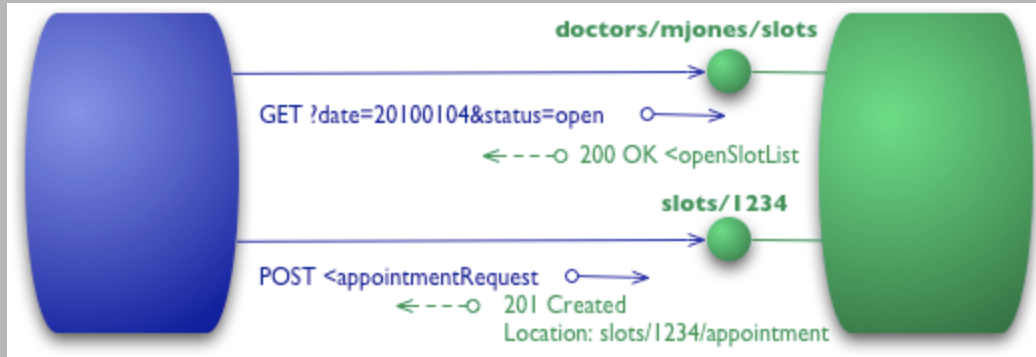 doctors/mjones/slots
GET ?date=20100104&status=open
200 OK <openSlotList
slots/1234
POST <appointmentRequest
201 Created
Location: slots/1234/appointment